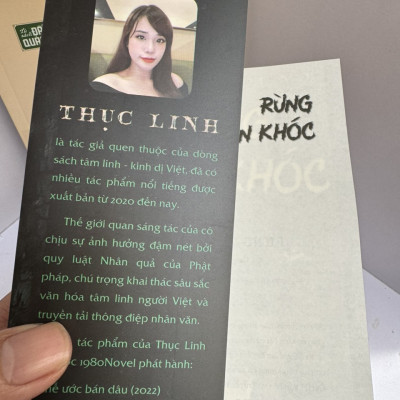 THỤC LINH
là tác giả quen thuộc của dòng
sách tâm linh - kinh dị Việt, đã có
nhiều tác phẩm nổi tiếng được
xuất bản từ 2020 đến nay.
Thế giới quan sáng tác của cô
chịu sự ảnh hưởng đậm nét bởi
quy luật Nhân quả của Phật
pháp, chú trọng khai thác sâu sắc
văn hóa tâm linh người Việt và
truyền tải thông điệp nhân văn.
tác phẩm của Thục Linh
1980Novel phát hành:
ước bán dâu (2022)
RỪNG
KHÓC
KHÓC